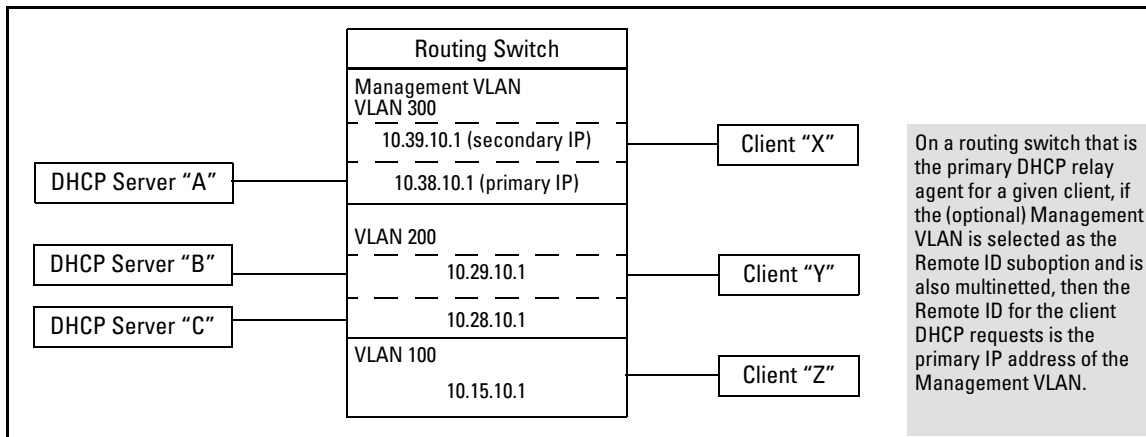 Routing Switch
Management VLAN
VLAN 300
10.39.10.1 (secondary IP)
Client “X”
DHCP Server “A”
10.38.10.1 (primary IP)
VLAN 200
DHCP Server “B”
10.29.10.1
Client “Y”
DHCP Server “C”
10.28.10.1
VLAN 100
10.15.10.1
Client “Z”
On a routing switch that is
the primary DHCP relay
agent for a given client, if
the (optional) Management
VLAN is selected as the
Remote ID suboption and is
also multinetted, then the
Remote ID for the client
DHCP requests is the
primary IP address of the
Management VLAN.